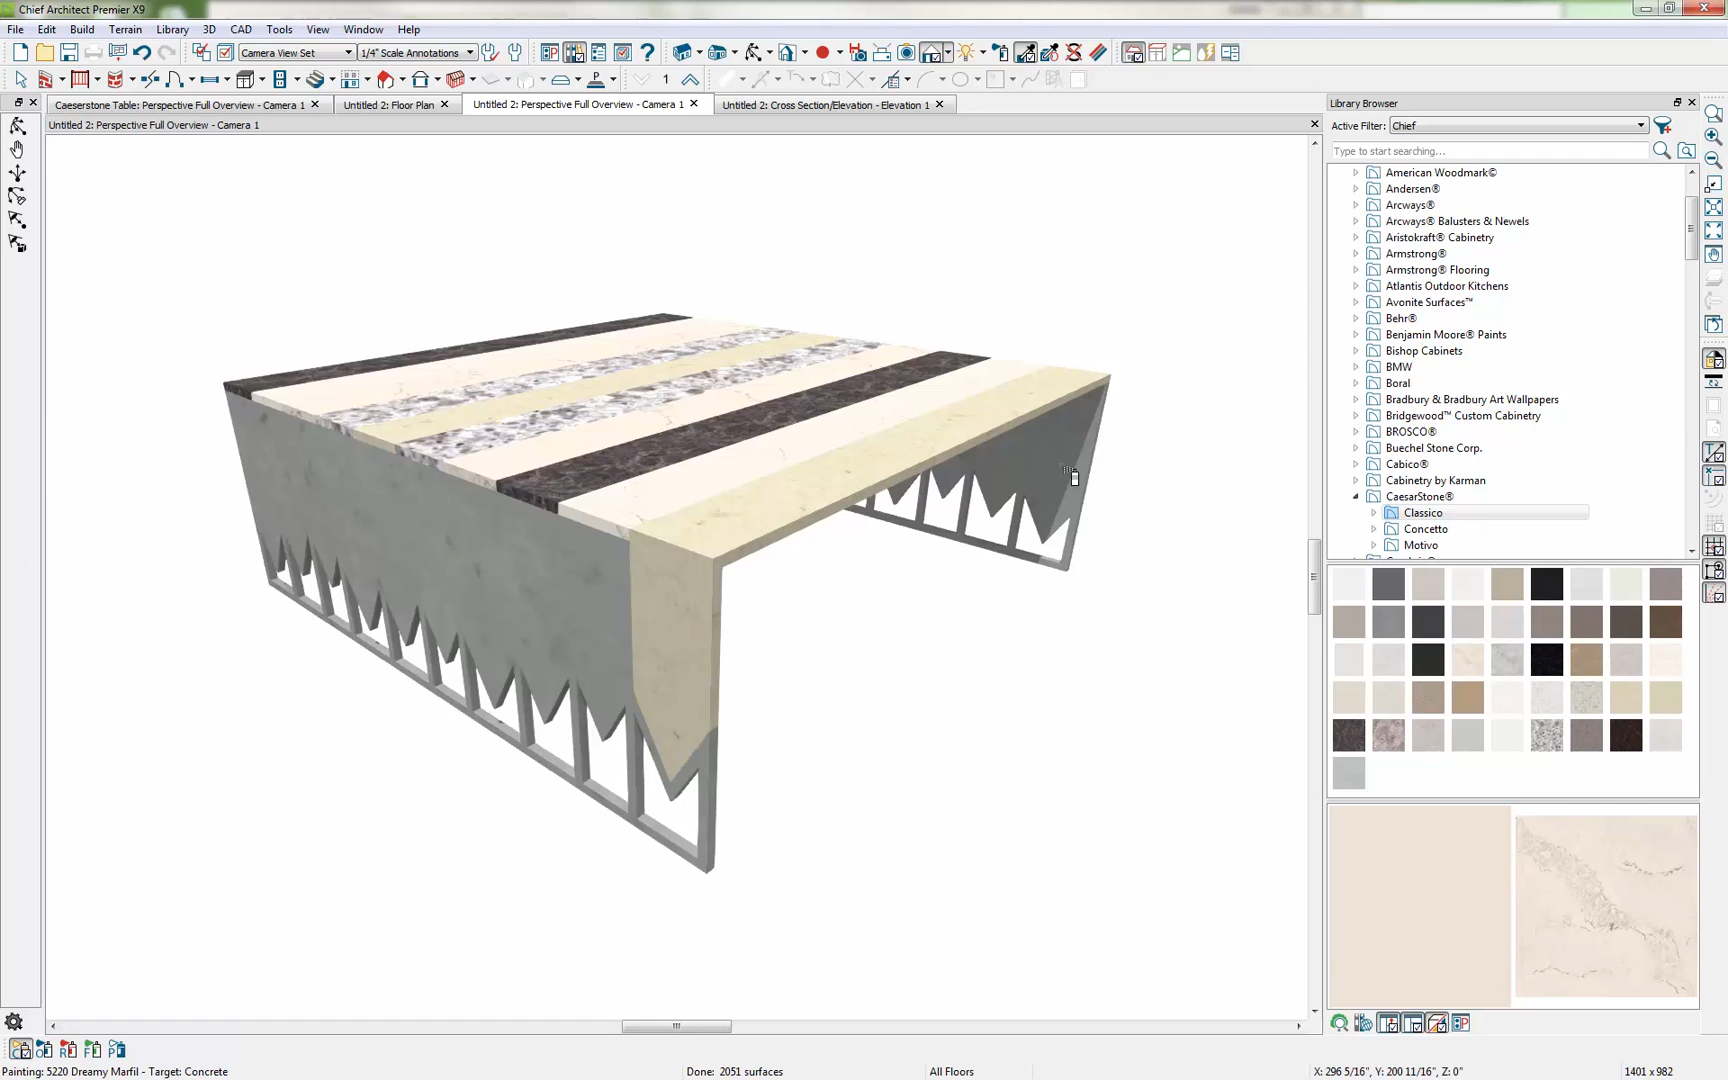 Chief Architect Premier X9
File Edit Build Terrain Library 3D CAD Tools View Window Help
Camera View Set 1/4" Scale Annotations
P 1
Caeserstone Table: Perspective Full Overview - Camera 1 Untitled 2: Floor Plan Untitled 2: Perspective Full Overview - Camera 1 Untitled 2: Cross Section/Elevation - Elevation 1
Untitled 2: Perspective Full Overview - Camera 1
Library Browser
Active Filter: Chief
Type to start searching...
American Woodmark©
Andersen®
Arcways®
Arcways® Balusters & Newels
Aristokraft® Cabinetry
Armstrong®
Armstrong® Flooring
Atlantis Outdoor Kitchens
Avonite Surfaces™
Behr®
Benjamin Moore® Paints
Bishop Cabinets
BMW
Boral
Bradbury & Bradbury Art Wallpapers
Bridgewood™ Custom Cabinetry
BROSCO®
Buechel Stone Corp.
Cabico®
Cabinetry by Karman
CaesarStone®
Classico
Concetto
Motivo
Painting: 5220 Dreamy Marfil - Target: Concrete Done: 2051 surfaces All Floors X: 296 5/16", Y: 200 11/16", Z: 0" 1401 x 982